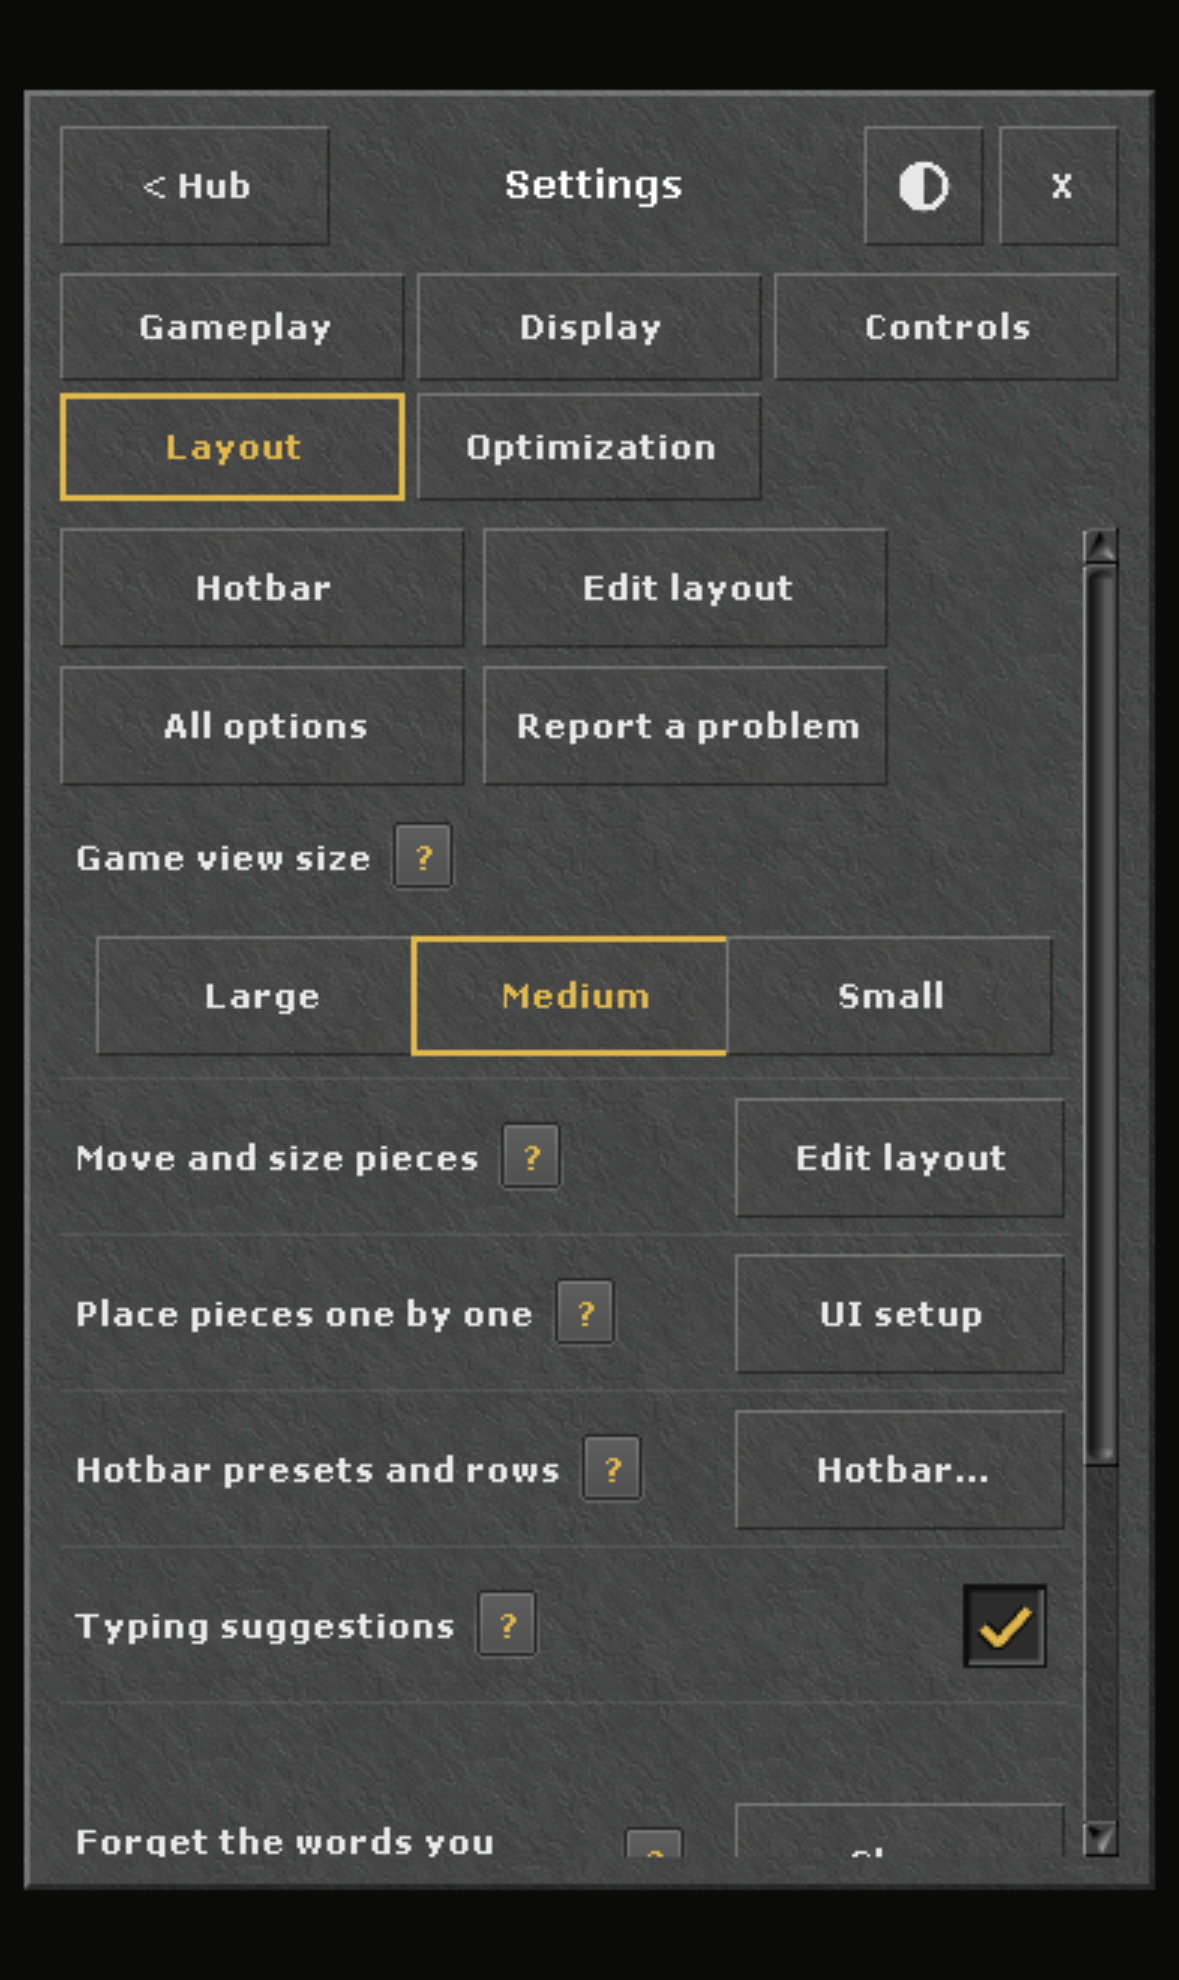 < Hub
Settings
X
Gameplay
Display
Controls
Layout
Optimization
Hotbar
Edit layout
All options
Report a problem
Game view size
?
Large
Medium
Small
Move and size pieces
?
Edit layout
Place pieces one by one
?
UI setup
Hotbar presets and rows
?
Hotbar...
Typing suggestions
?
Forget the words you
?